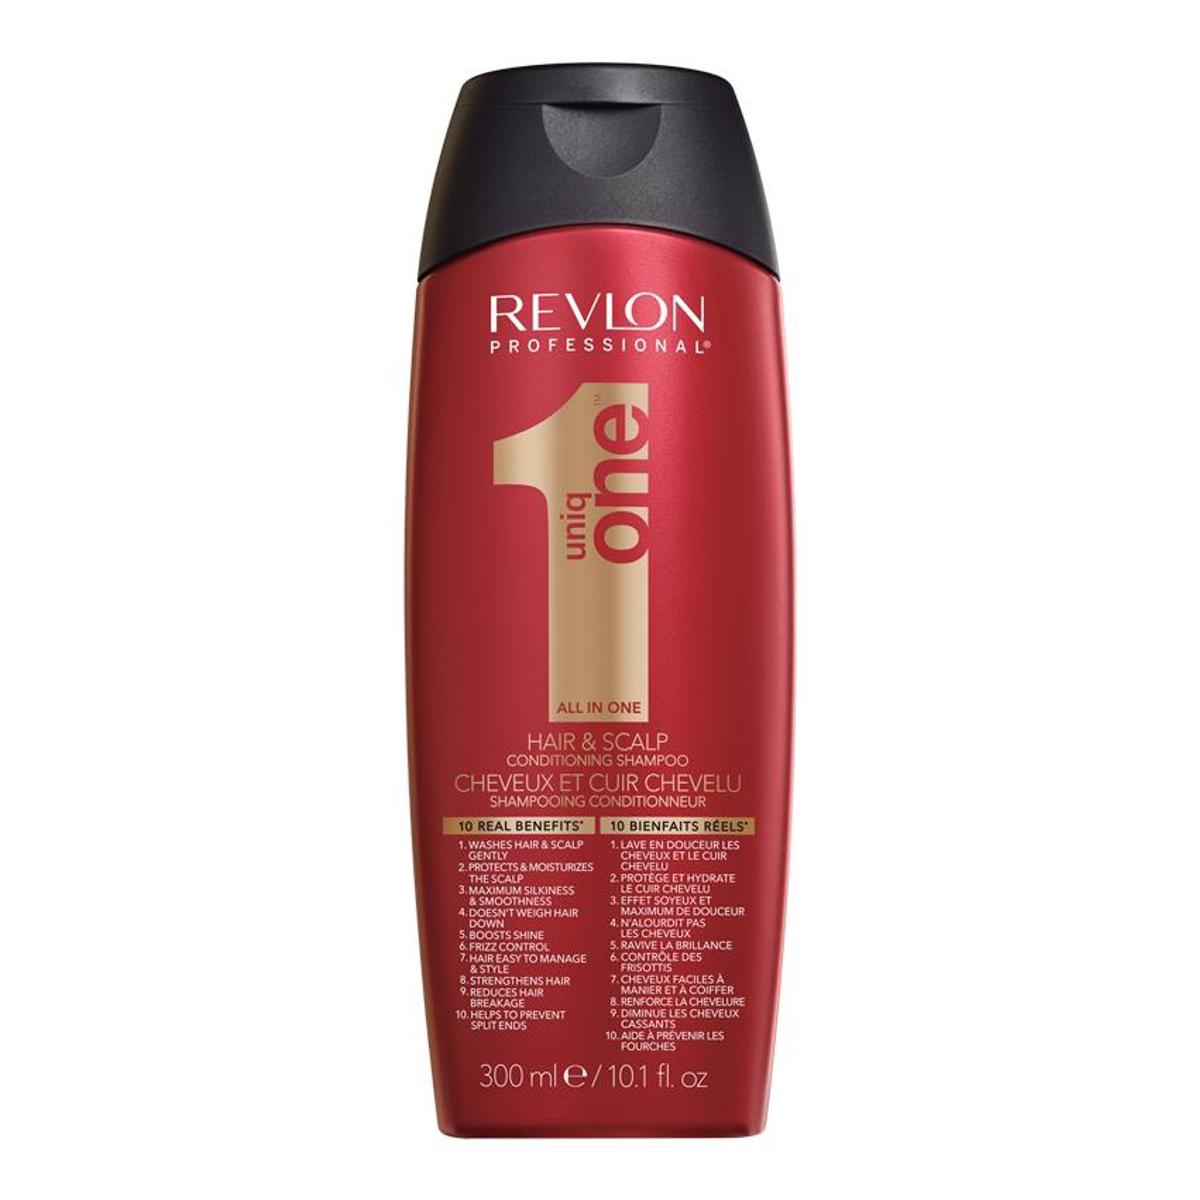 REVLON
PROFESSIONAL®
uniq
one™
ALL IN ONE
HAIR & SCALP
CONDITIONING SHAMPOO
CHEVEUX ET CUIR CHEVELU
SHAMPOOING CONDITIONNEUR
10 REAL BENEFITS*
1. WASHES HAIR & SCALP
GENTLY
2. PROTECTS & MOISTURIZES
THE SCALP
3. MAXIMUM SILKINESS
& SMOOTHNESS
4. DOESN'T WEIGH HAIR
DOWN
5. BOOSTS SHINE
6. FRIZZ CONTROL
7. HAIR EASY TO MANAGE
& STYLE
8. STRENGTHENS HAIR
9. REDUCES HAIR
BREAKAGE
10. HELPS TO PREVENT
SPLIT ENDS
10 BIENFAITS RÉELS*
1. LAVE EN DOUCEUR LES
CHEVEUX ET LE CUIR
CHEVELU
2. PROTÈGE ET HYDRATE
LE CUIR CHEVELU
3. EFFET SOYEUX ET
MAXIMUM DE DOUCEUR
4. N'ALOURDIT PAS
LES CHEVEUX
5. RAVIVE LA BRILLANCE
6. CONTRÔLE DES
FRISOTTIS
7. CHEVEUX FACILES À
MANIER ET À COIFFER
8. RENFORCE LA CHEVELURE
9. DIMINUE LES CHEVEUX
CASSANTS
10. AIDE À PRÉVENIR LES
FOURCHES
300 ml e / 10.1 fl. oz